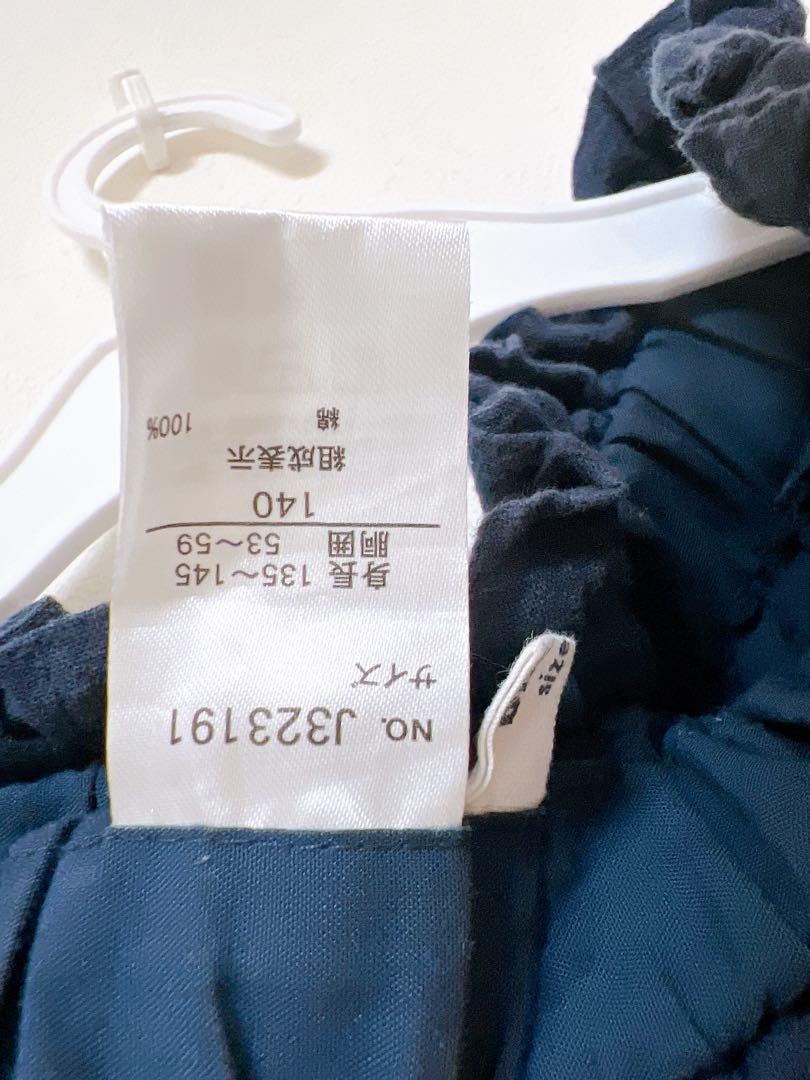 NO. J323191
サイズ
身長 135〜145
胴囲 53〜59
140
組成表示
綿 100%
size